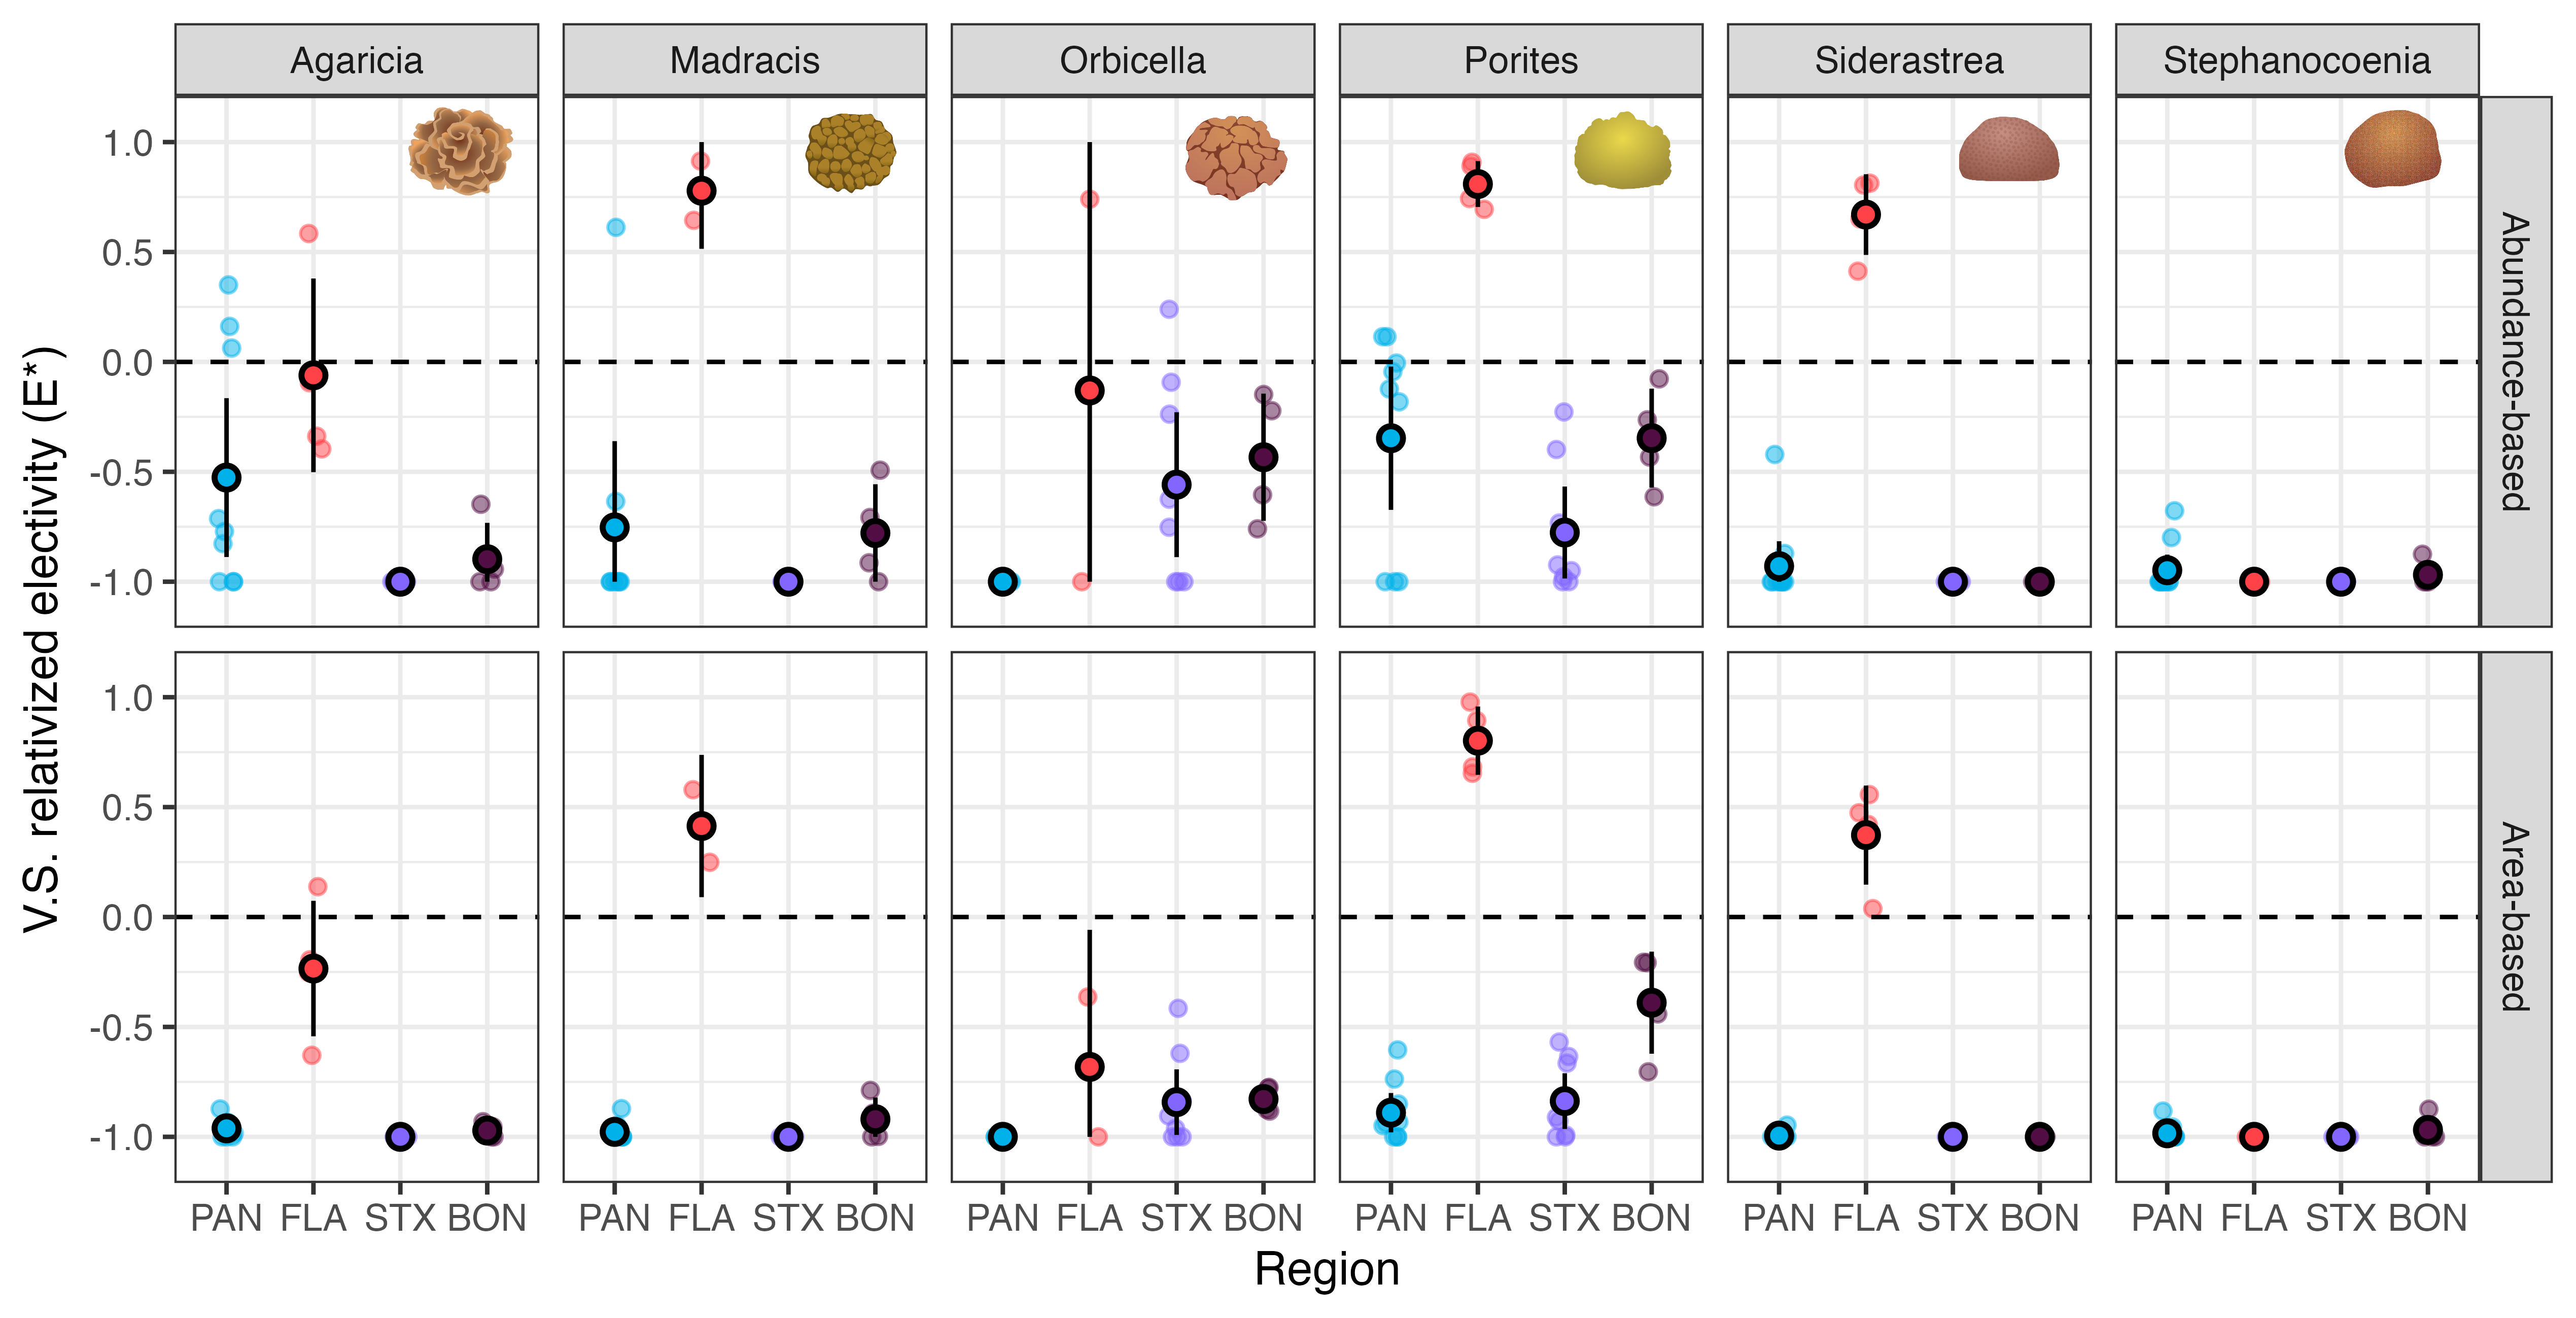 Agaricia Madracis Orbicella Porites Siderastrea Stephanocoenia
V.S. relativized electivity (E*)
1.0
0.5
0.0
-0.5
-1.0
Abundance-based
1.0
0.5
0.0
-0.5
-1.0
Area-based
PAN FLA STX BON PAN FLA STX BON PAN FLA STX BON PAN FLA STX BON PAN FLA STX BON PAN FLA STX BON
Region